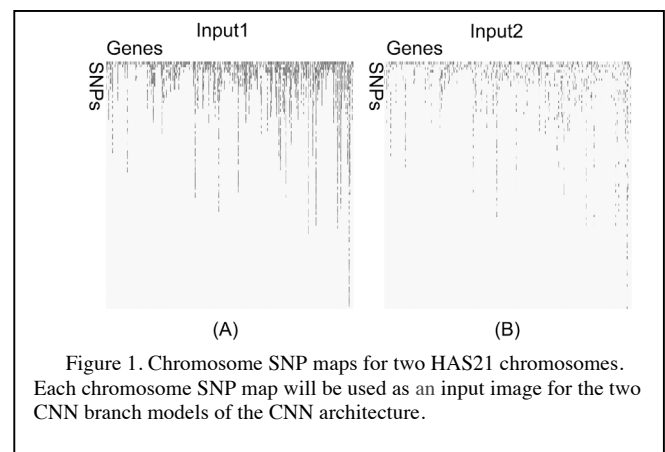 Input1
Input2
Genes
Genes
SNPs
SNPs
(A)
(B)
Figure 1. Chromosome SNP maps for two HAS21 chromosomes.
Each chromosome SNP map will be used as an input image for the two
CNN branch models of the CNN architecture.